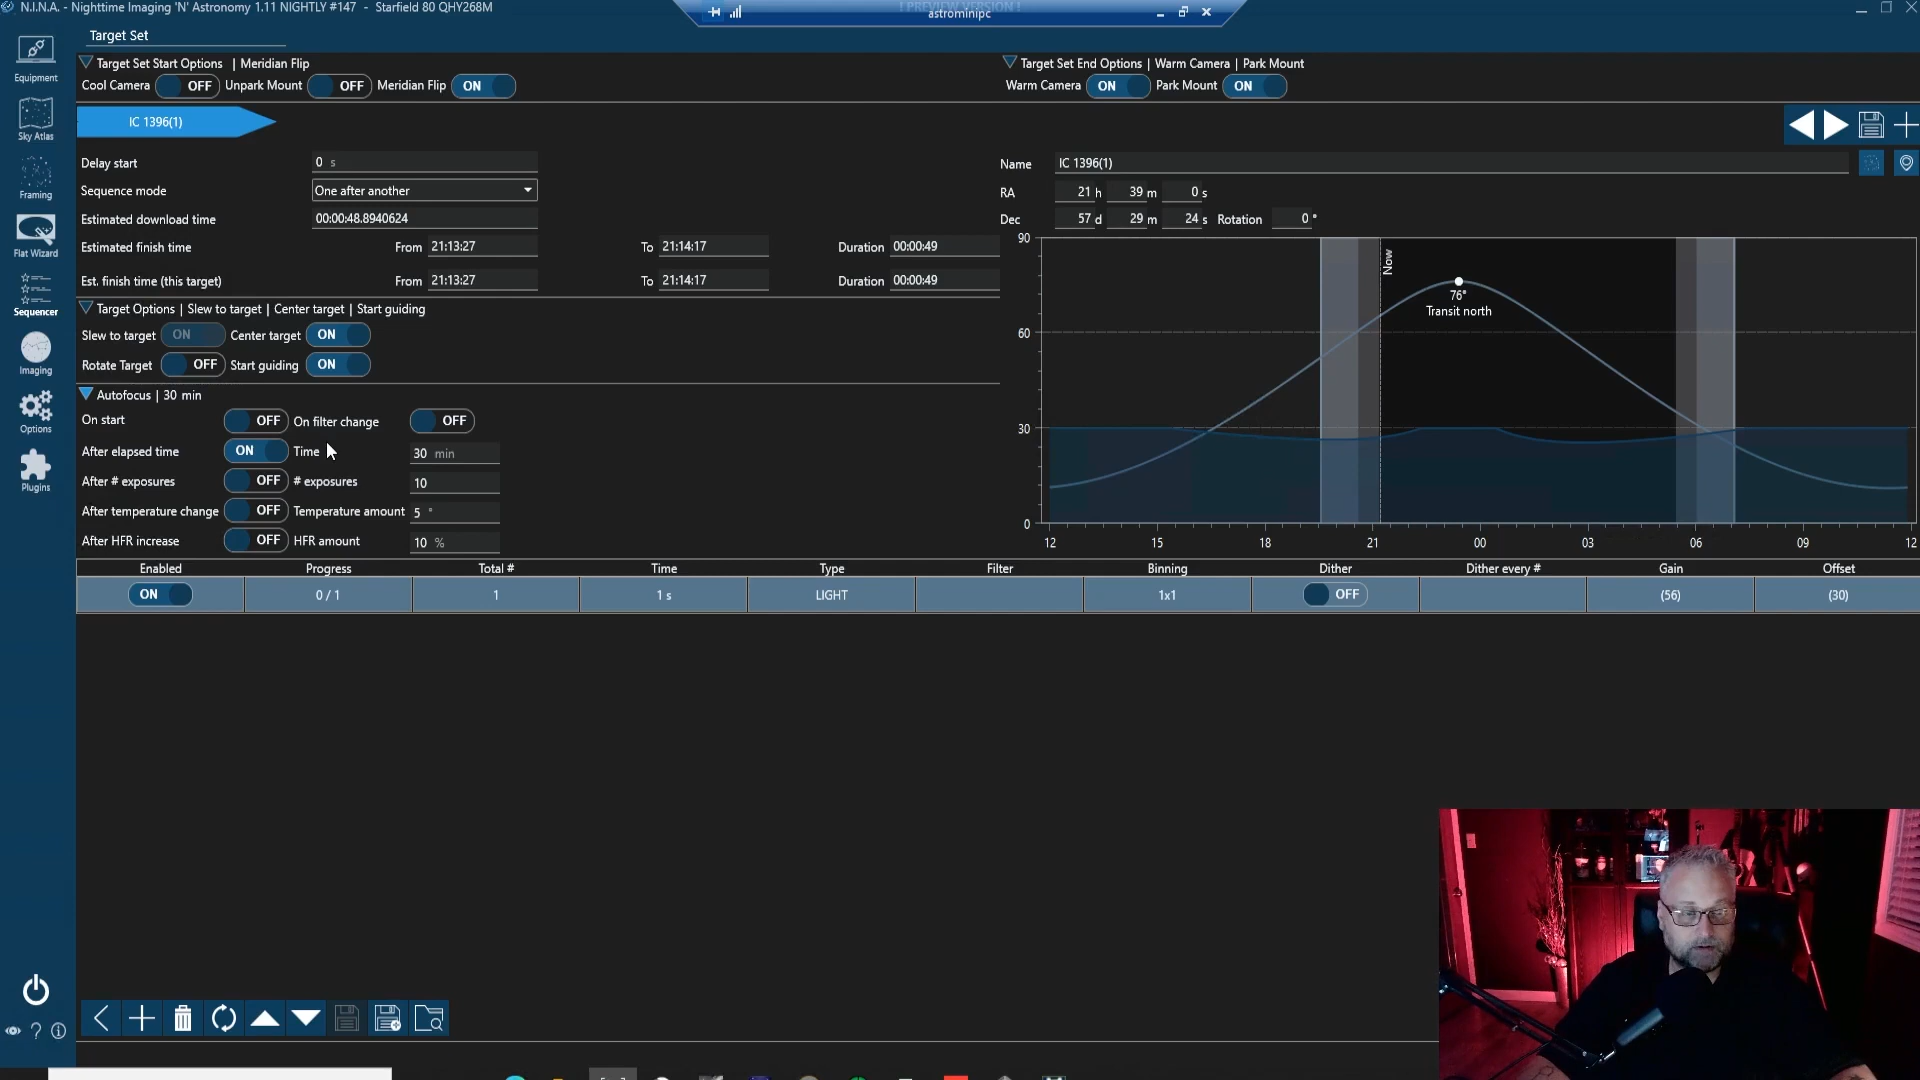 N.I.N.A. - Nighttime Imaging 'N' Astronomy 1.11 NIGHTLY #147 - Starfield 80 QHY268M
! PREVIEW VERSION !
astrominipc
Target Set
Target Set Start Options | Meridian Flip
Cool Camera OFF Unpark Mount OFF Meridian Flip ON
Target Set End Options | Warm Camera | Park Mount
Warm Camera ON Park Mount ON
Equipment
Sky Atlas
Framing
Flat Wizard
Sequencer
Imaging
Options
Plugins
IC 1396(1)
Delay start 0 s
Sequence mode One after another
Estimated download time 00:00:48.8940624
Estimated finish time From 21:13:27 To 21:14:17 Duration 00:00:49
Est. finish time (this target) From 21:13:27 To 21:14:17 Duration 00:00:49
Target Options | Slew to target | Center target | Start guiding
Slew to target ON Center target ON
Rotate Target OFF Start guiding ON
Autofocus | 30 min
On start OFF On filter change OFF
After elapsed time ON Time 30 min
After # exposures OFF # exposures 10
After temperature change OFF Temperature amount 5 °
After HFR increase OFF HFR amount 10 %
Name IC 1396(1)
RA 21 h 39 m 0 s
Dec 57 d 29 m 24 s Rotation 0 °
90
60
30
0
Now
76°
Transit north
12 15 18 21 00 03 06 09 12
Enabled Progress Total # Time Type Filter Binning Dither Dither every # Gain Offset
ON 0 / 1 1 1 s LIGHT 1x1 OFF (56) (30)